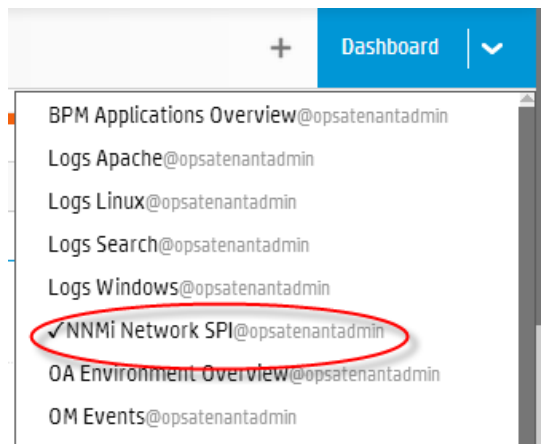 + Dashboard
BPM Applications Overview@opsatenantadmin
Logs Apache@opsatenantadmin
Logs Linux@opsatenantadmin
Logs Search@opsatenantadmin
Logs Windows@opsatenantadmin
✓NNMi Network SPI@opsatenantadmin
OA Environment Overview@opsatenantadmin
OM Events@opsatenantadmin